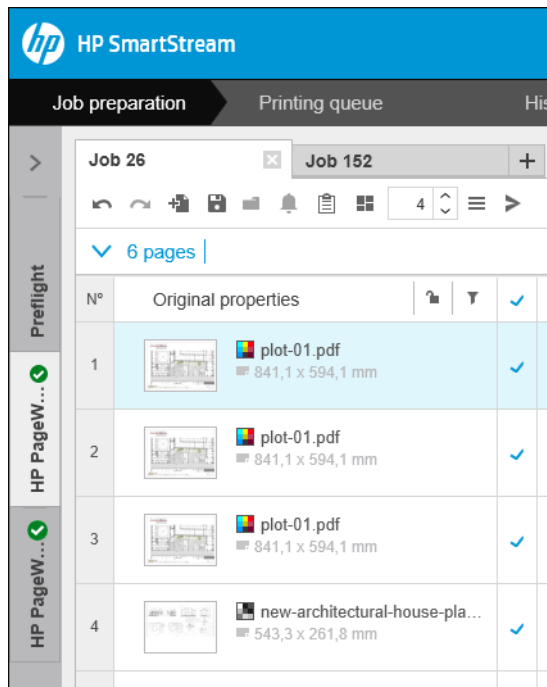 hp HP SmartStream
Job preparation Printing queue His
Job 26 Job 152 +
4
6 pages
Nº Original properties
Preflight
1 plot-01.pdf
841,1 x 594,1 mm
HP PageW...
2 plot-01.pdf
841,1 x 594,1 mm
3 plot-01.pdf
841,1 x 594,1 mm
HP PageW...
4 new-architectural-house-pla...
543,3 x 261,8 mm